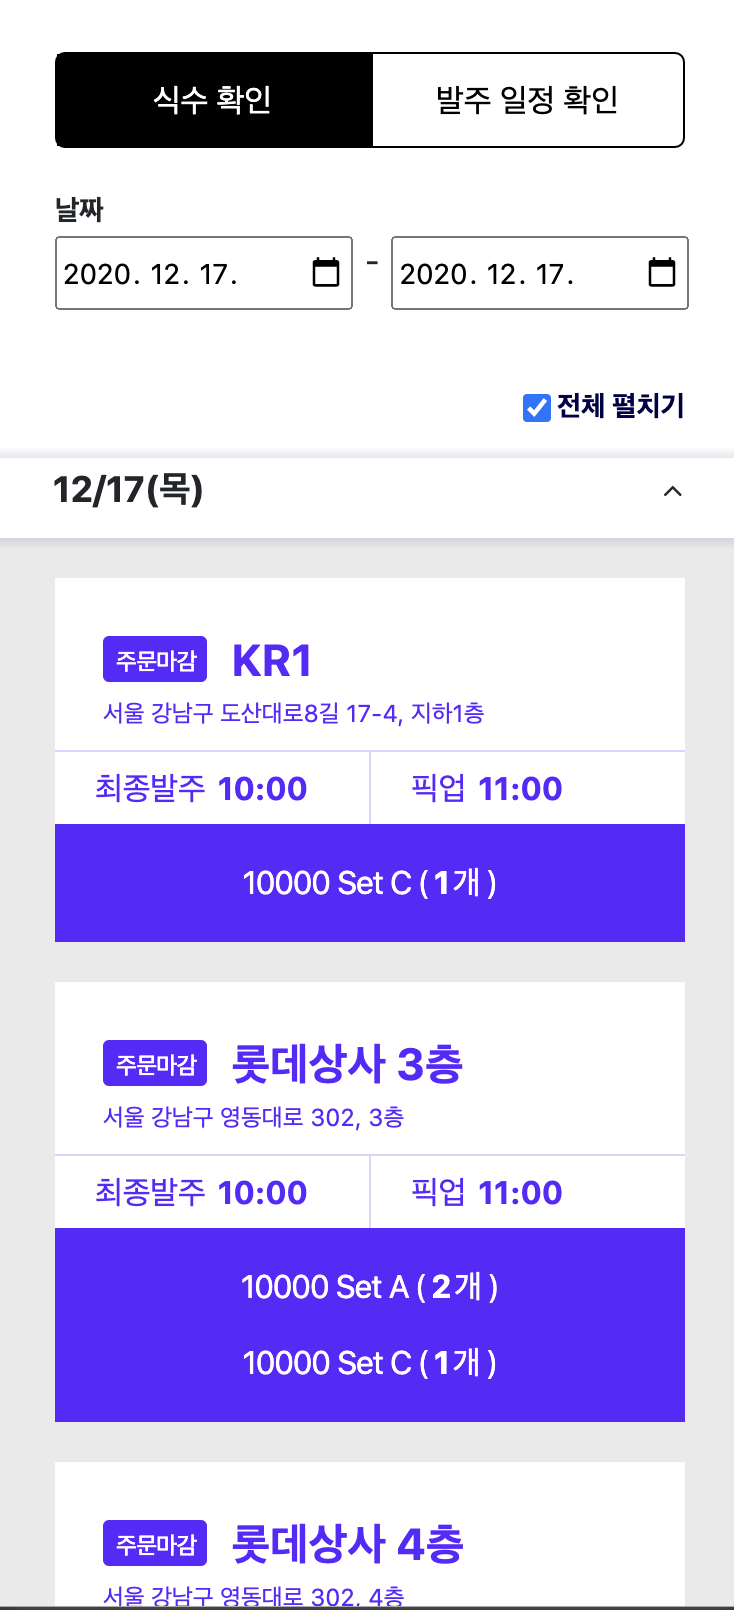 식수 확인 발주 일정 확인
날짜
2020. 12. 17. - 2020. 12. 17.
전체 펼치기
12/17(목)
주문마감 KR1
서울 강남구 도산대로8길 17-4, 지하1층
최종발주 10:00 픽업 11:00
10000 Set C ( 1개 )
주문마감 롯데상사 3층
서울 강남구 영동대로 302, 3층
최종발주 10:00 픽업 11:00
10000 Set A ( 2개 )
10000 Set C ( 1개 )
주문마감 롯데상사 4층
서울 강남구 영동대로 302, 4층